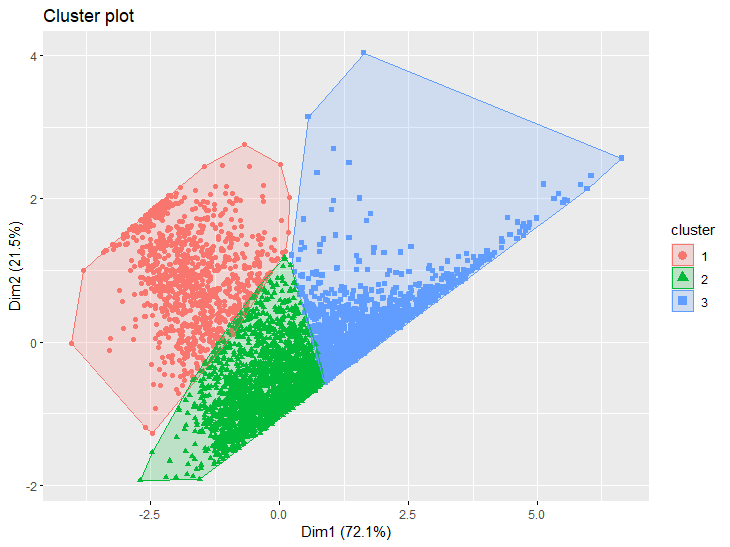 Cluster plot
4
2
0
-2
Dim2 (21.5%)
-2.5
0.0
2.5
5.0
Dim1 (72.1%)
cluster
1
2
3